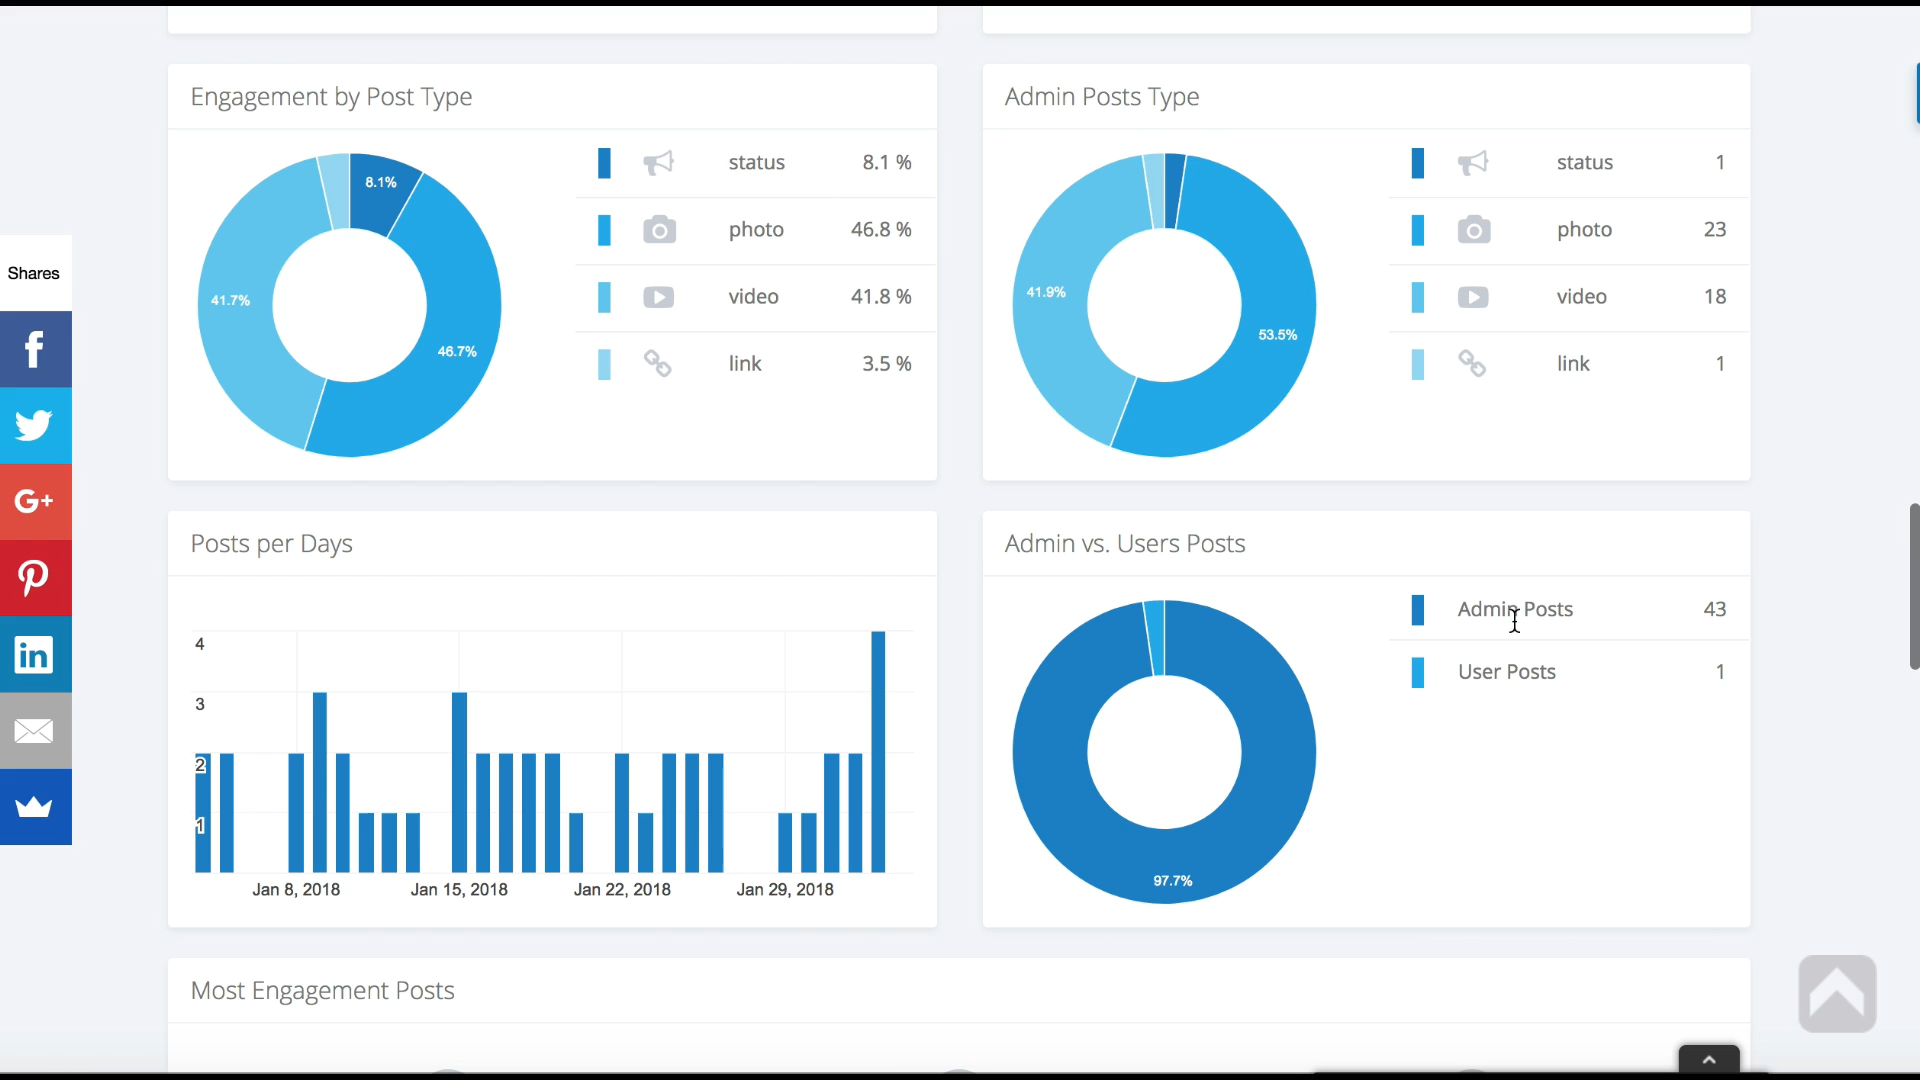 Shares
f
G+
in
Engagement by Post Type
8.1%
41.7%
46.7%
status 8.1 %
photo 46.8 %
video 41.8 %
link 3.5 %
Admin Posts Type
41.9%
53.5%
status 1
photo 23
video 18
link 1
Posts per Days
4
3
2
1
Jan 8, 2018 Jan 15, 2018 Jan 22, 2018 Jan 29, 2018
Admin vs. Users Posts
97.7%
Admin Posts 43
User Posts 1
Most Engagement Posts